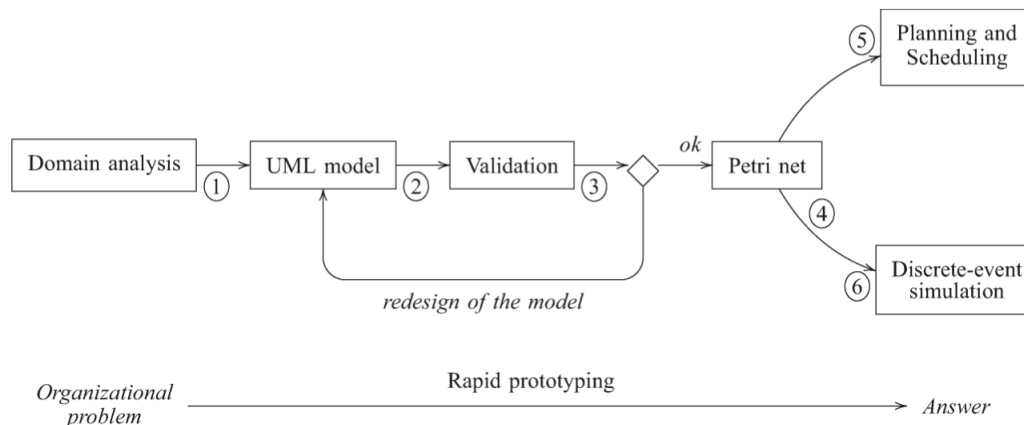 ⑤
Planning and
Scheduling
Domain analysis
①
UML model
②
Validation
③
ok
Petri net
④
redesign of the model
⑥
Discrete-event
simulation
Organizational
problem
Rapid prototyping
Answer